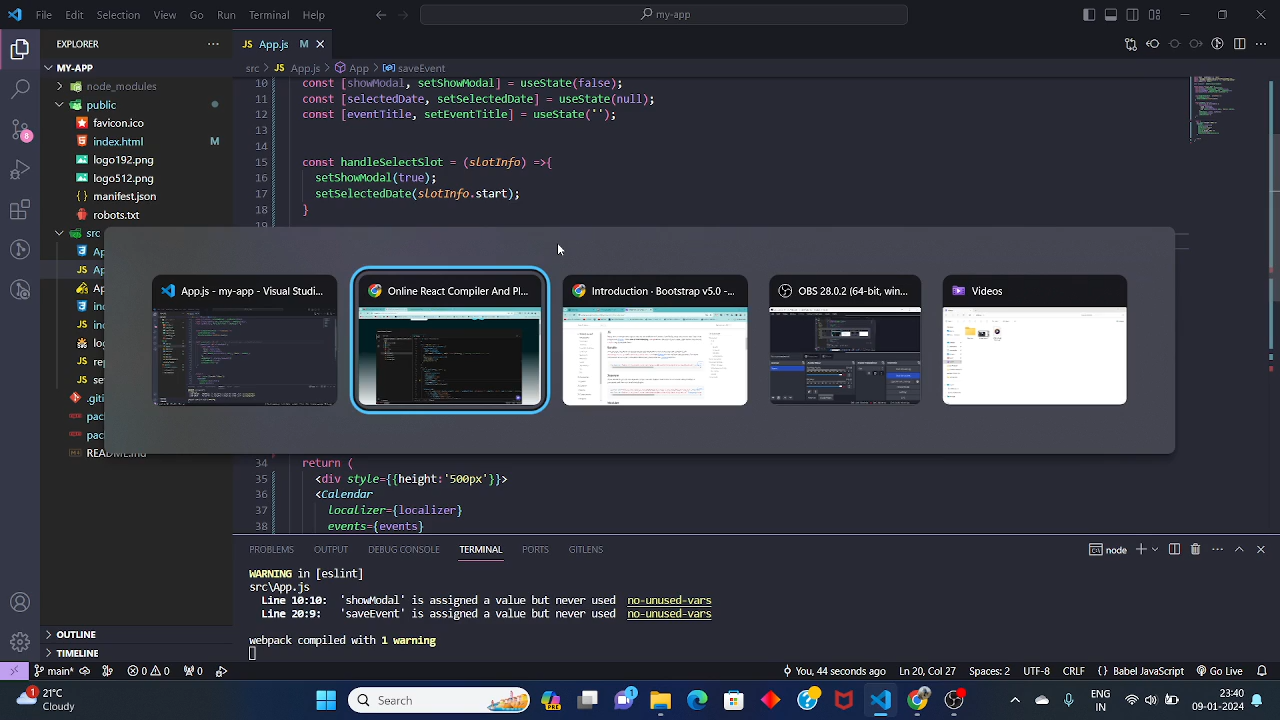 File Edit Selection View Go Run Terminal Help
my-app
EXPLORER
App.js M
MY-APP
src > App.js > App > saveEvent
node_modules
public
favicon.ico
index.html M
logo192.png
logo512.png
manifest.json
robots.txt
src
8
10 const [showModal, setShowModal] = useState(false);
11 const [selectedDate, setSelectedDate] = useState(null);
12 const [eventTitle, setEventTitle] = useState('');
13
14
15 const handleSelectSlot = (slotInfo) =>{
16 setShowModal(true);
17 setSelectedDate(slotInfo.start);
18 }
App.js - my-app - Visual Studi...
Online React Compiler And Pl...
Introduction · Bootstrap v5.0 -...
OBS 28.0.2 (64-bit, win...
Videos
README.md
34 return (
35 <div style={{height:'500px'}}>
36 <Calendar
37 localizer={localizer}
38 events={events}
PROBLEMS OUTPUT DEBUG CONSOLE TERMINAL PORTS GITLENS
node
WARNING in [eslint]
src\App.js
Line 10:10: 'showModal' is assigned a value but never used no-unused-vars
Line 20:9: 'saveEvent' is assigned a value but never used no-unused-vars
webpack compiled with 1 warning
OUTLINE
TIMELINE
main* 0 0 0 You, 44 seconds ago Ln 20, Col 27 Spaces: 2 UTF-8 CRLF {} Babel JavaScript Go Live
1
21°C
Cloudy
Search
1
ENG
IN
09-01-2024